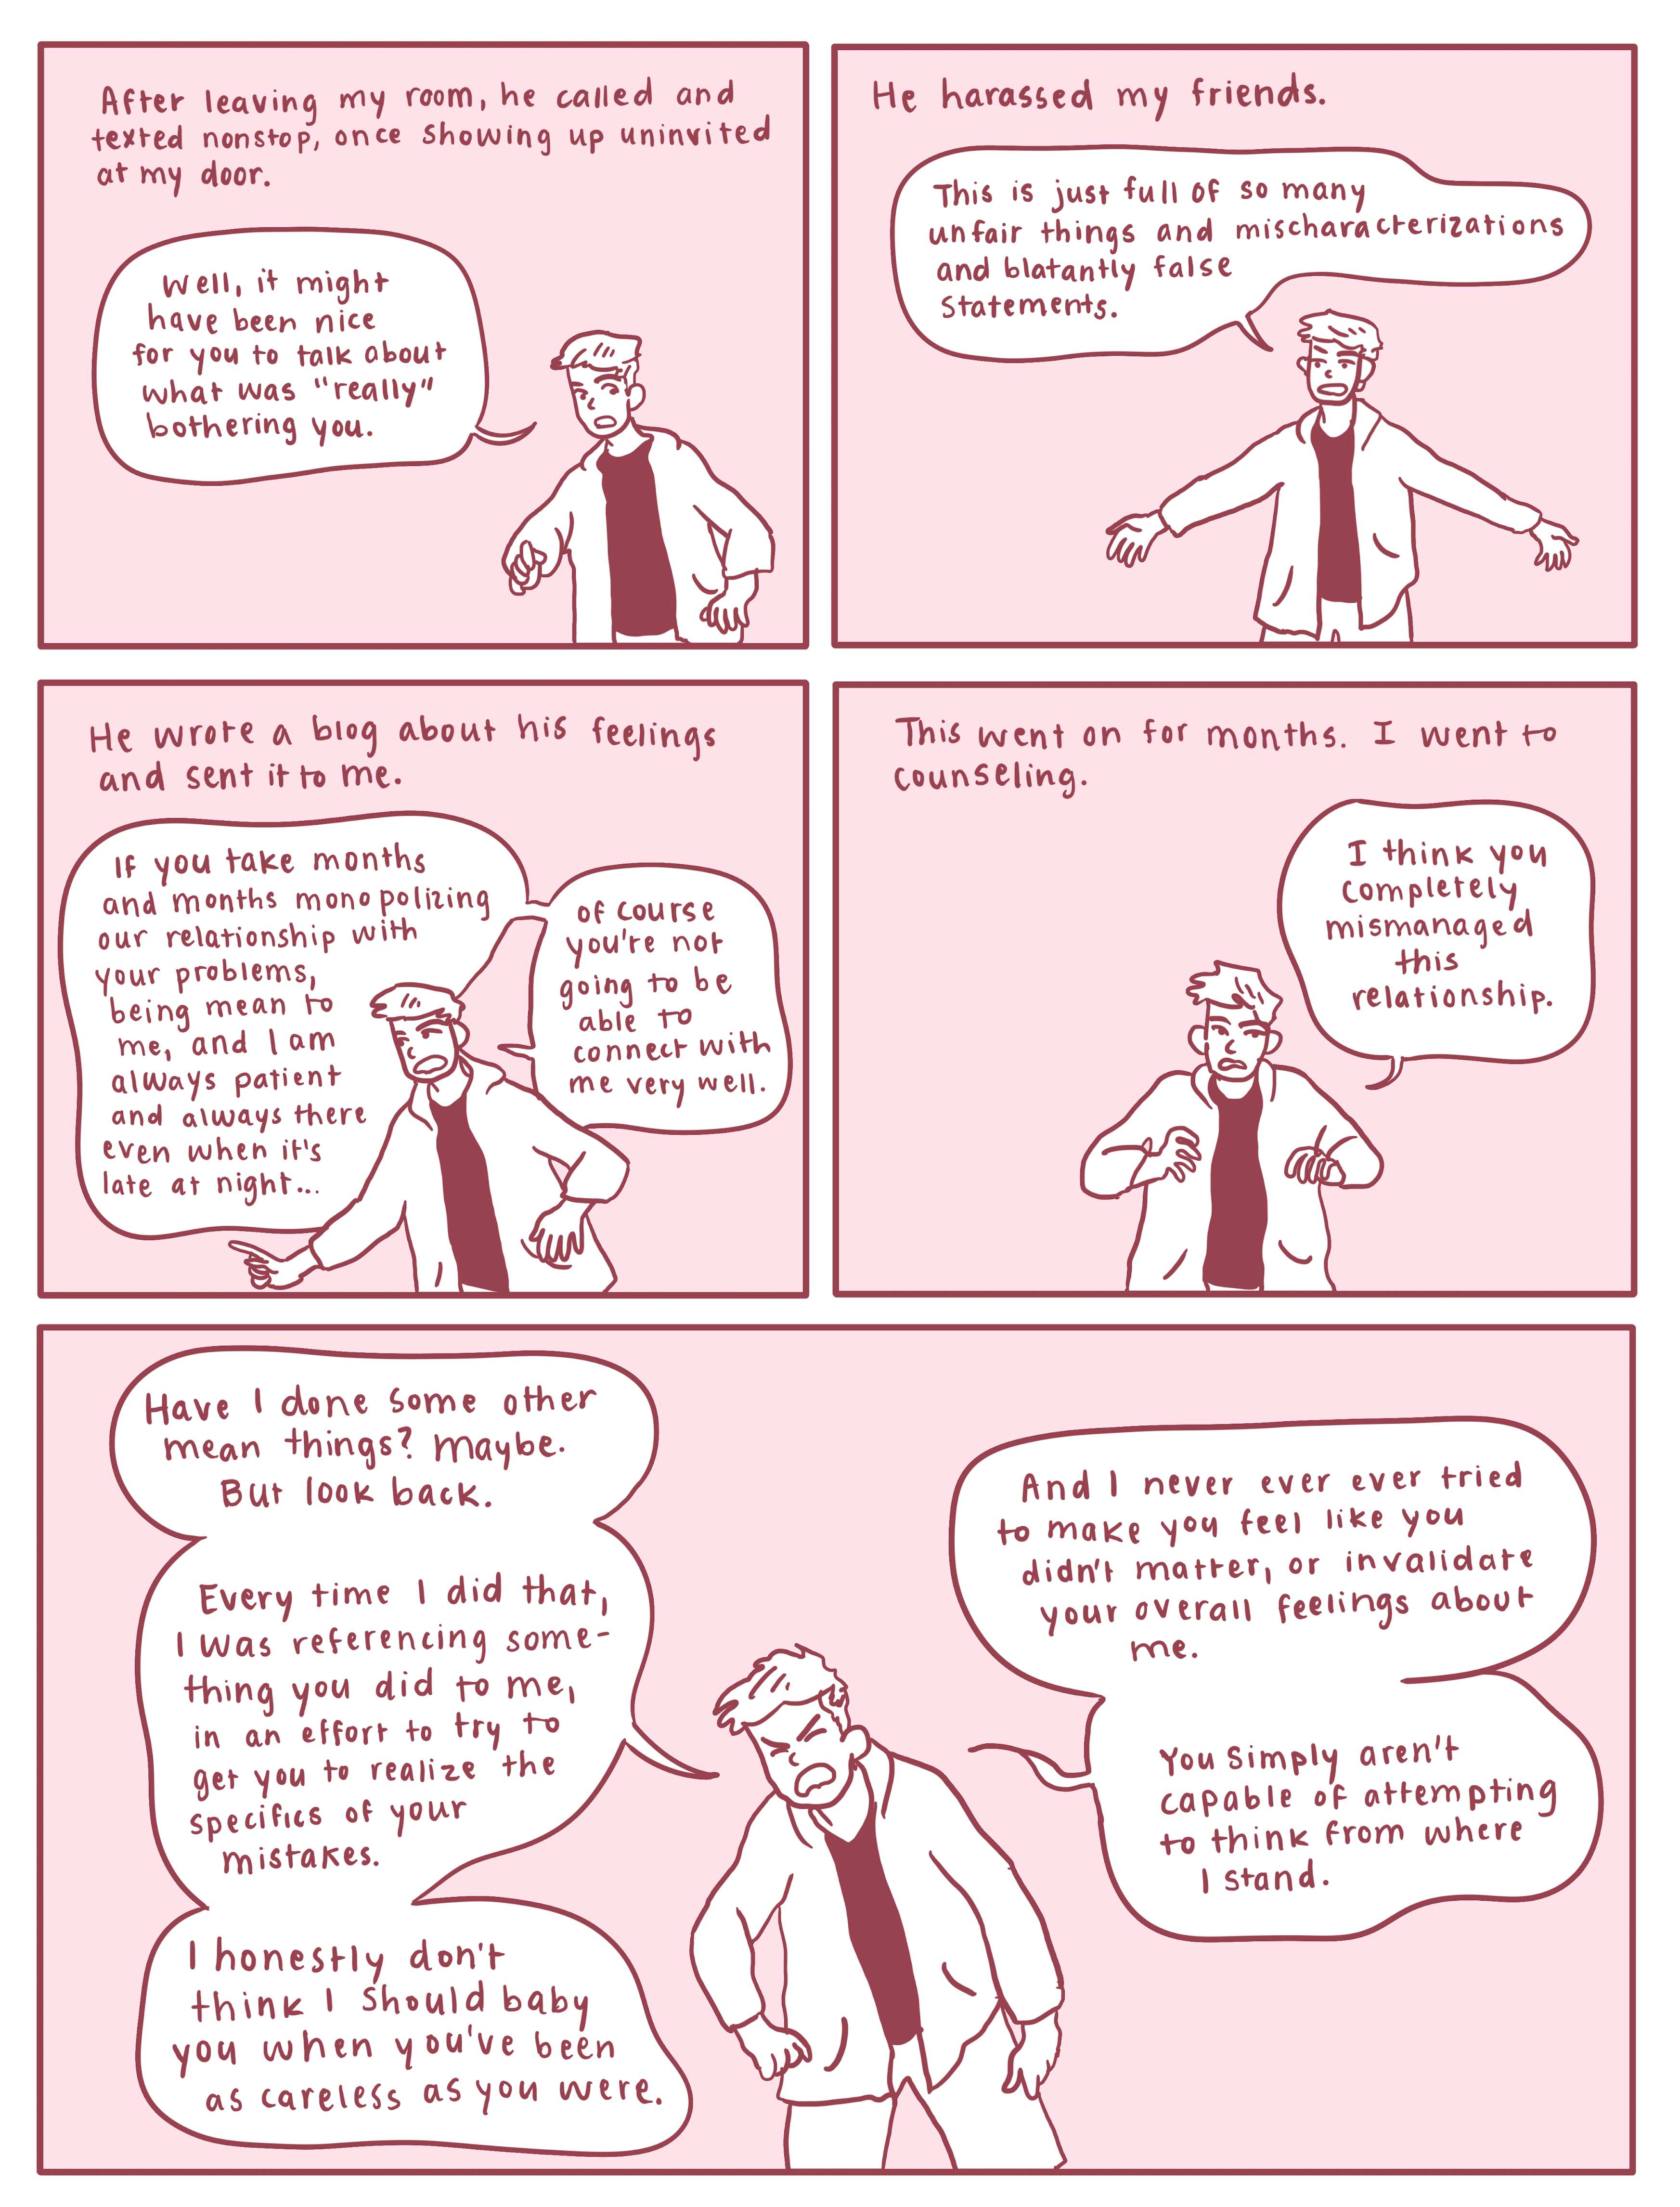 After leaving my room, he called and
texted nonstop, once showing up uninvited
at my door.
Well, it might
have been nice
for you to talk about
what was "really"
bothering you.
He harassed my friends.
This is just full of so many
unfair things and mischaracterizations
and blatantly false
statements.
He wrote a blog about his feelings
and sent it to me.
If you take months
and months monopolizing
our relationship with
your problems,
being mean to
me, and I am
always patient
and always there
even when it's
late at night...
of course
you're not
going to be
able to
connect with
me very well.
This went on for months. I went to
counseling.
I think you
completely
mismanaged
this
relationship.
Have I done some other
mean things? Maybe.
But look back.
Every time I did that,
I was referencing some-
thing you did to me,
in an effort to try to
get you to realize the
specifics of your
mistakes.
I honestly don't
think I should baby
you when you've been
as careless as you were.
And I never ever ever tried
to make you feel like you
didn't matter, or invalidate
your overall feelings about
me.
You simply aren't
capable of attempting
to think from where
I stand.